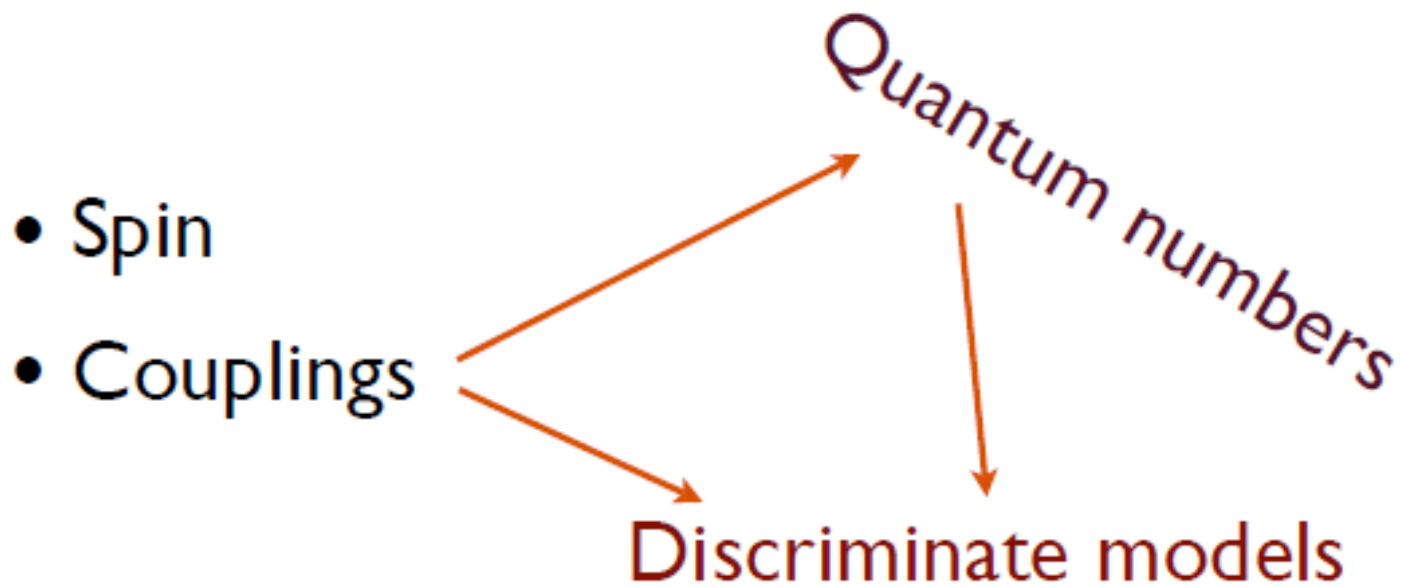 Quantum numbers
• Spin
• Couplings
Discriminate models